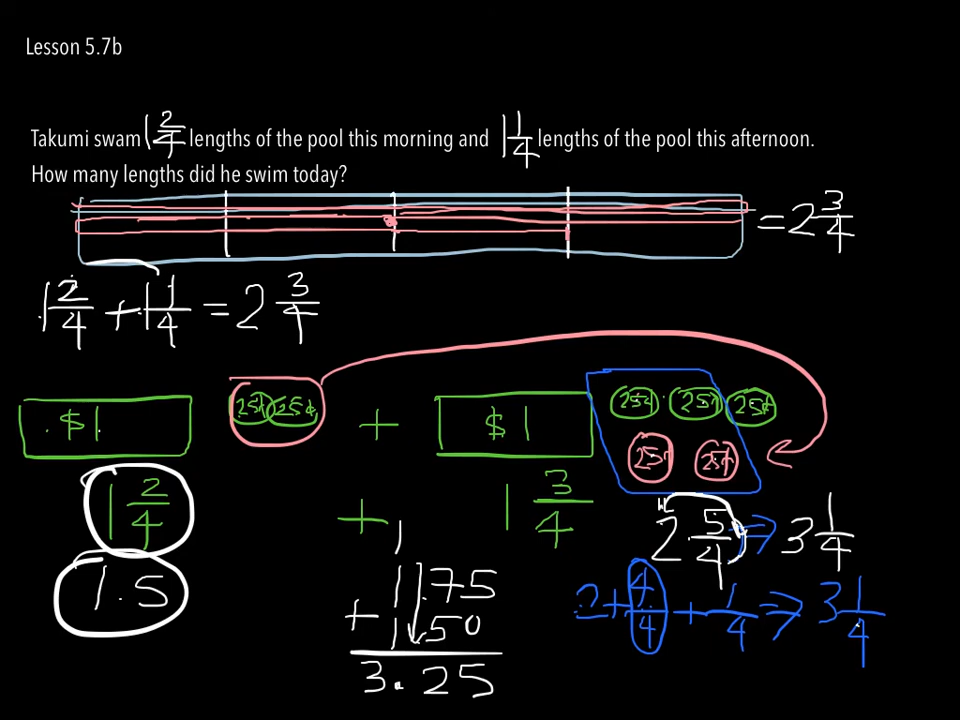 Lesson 5.7b
Takumi swam 1 2/4 lengths of the pool this morning and 1 1/4 lengths of the pool this afternoon.
How many lengths did he swim today?
= 2 3/4
1 2/4 + 1 1/4 = 2 3/4
$1 25¢ 25¢ + $1 25¢ 25¢ 25¢
25¢ 25¢
1 2/4 + 1 3/4 2 5/4 => 3 1/4
1.5
1
1.75
+ 1.50
3.25
2 + 4/4 + 1/4 => 3 1/4